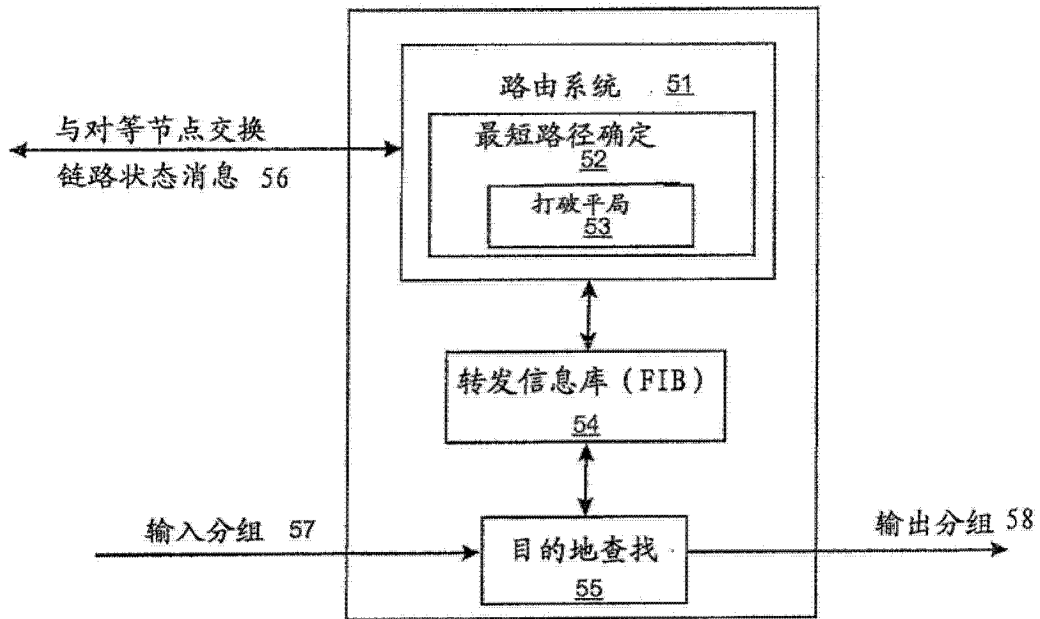 路由系统 51
与对等节点交换
链路状态消息 56
最短路径确定
52
打破平局
53
转发信息库（FIB）
54
输入分组 57
输出分组 58
目的地查找
55